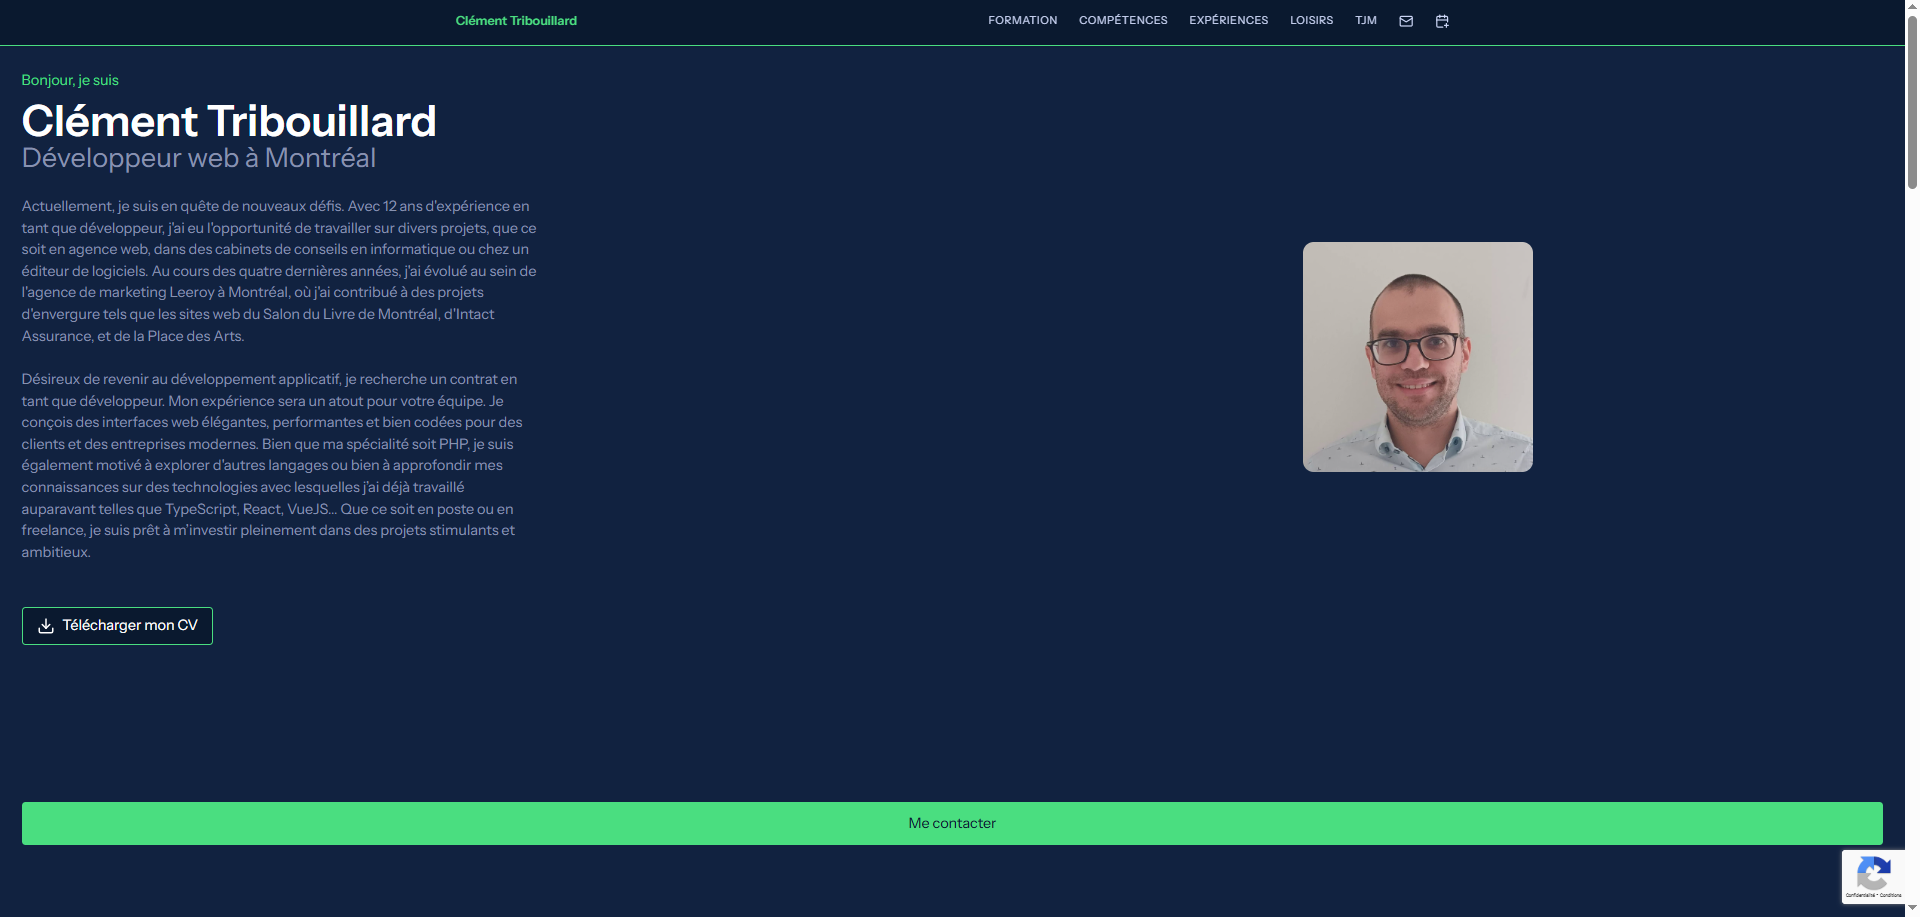 Clément Tribouillard
FORMATION COMPÉTENCES EXPÉRIENCES LOISIRS TJM
Bonjour, je suis
Clément Tribouillard
Développeur web à Montréal
Actuellement, je suis en quête de nouveaux défis. Avec 12 ans d'expérience en
tant que développeur, j'ai eu l'opportunité de travailler sur divers projets, que ce
soit en agence web, dans des cabinets de conseils en informatique ou chez un
éditeur de logiciels. Au cours des quatre dernières années, j'ai évolué au sein de
l'agence de marketing Leeroy à Montréal, où j'ai contribué à des projets
d'envergure tels que les sites web du Salon du Livre de Montréal, d'Intact
Assurance, et de la Place des Arts.
Désireux de revenir au développement applicatif, je recherche un contrat en
tant que développeur. Mon expérience sera un atout pour votre équipe. Je
conçois des interfaces web élégantes, performantes et bien codées pour des
clients et des entreprises modernes. Bien que ma spécialité soit PHP, je suis
également motivé à explorer d'autres langages ou bien à approfondir mes
connaissances sur des technologies avec lesquelles j'ai déjà travaillé
auparavant telles que TypeScript, React, VueJS... Que ce soit en poste ou en
freelance, je suis prêt à m'investir pleinement dans des projets stimulants et
ambitieux.
Télécharger mon CV
Me contacter
Confidentialité - Conditions